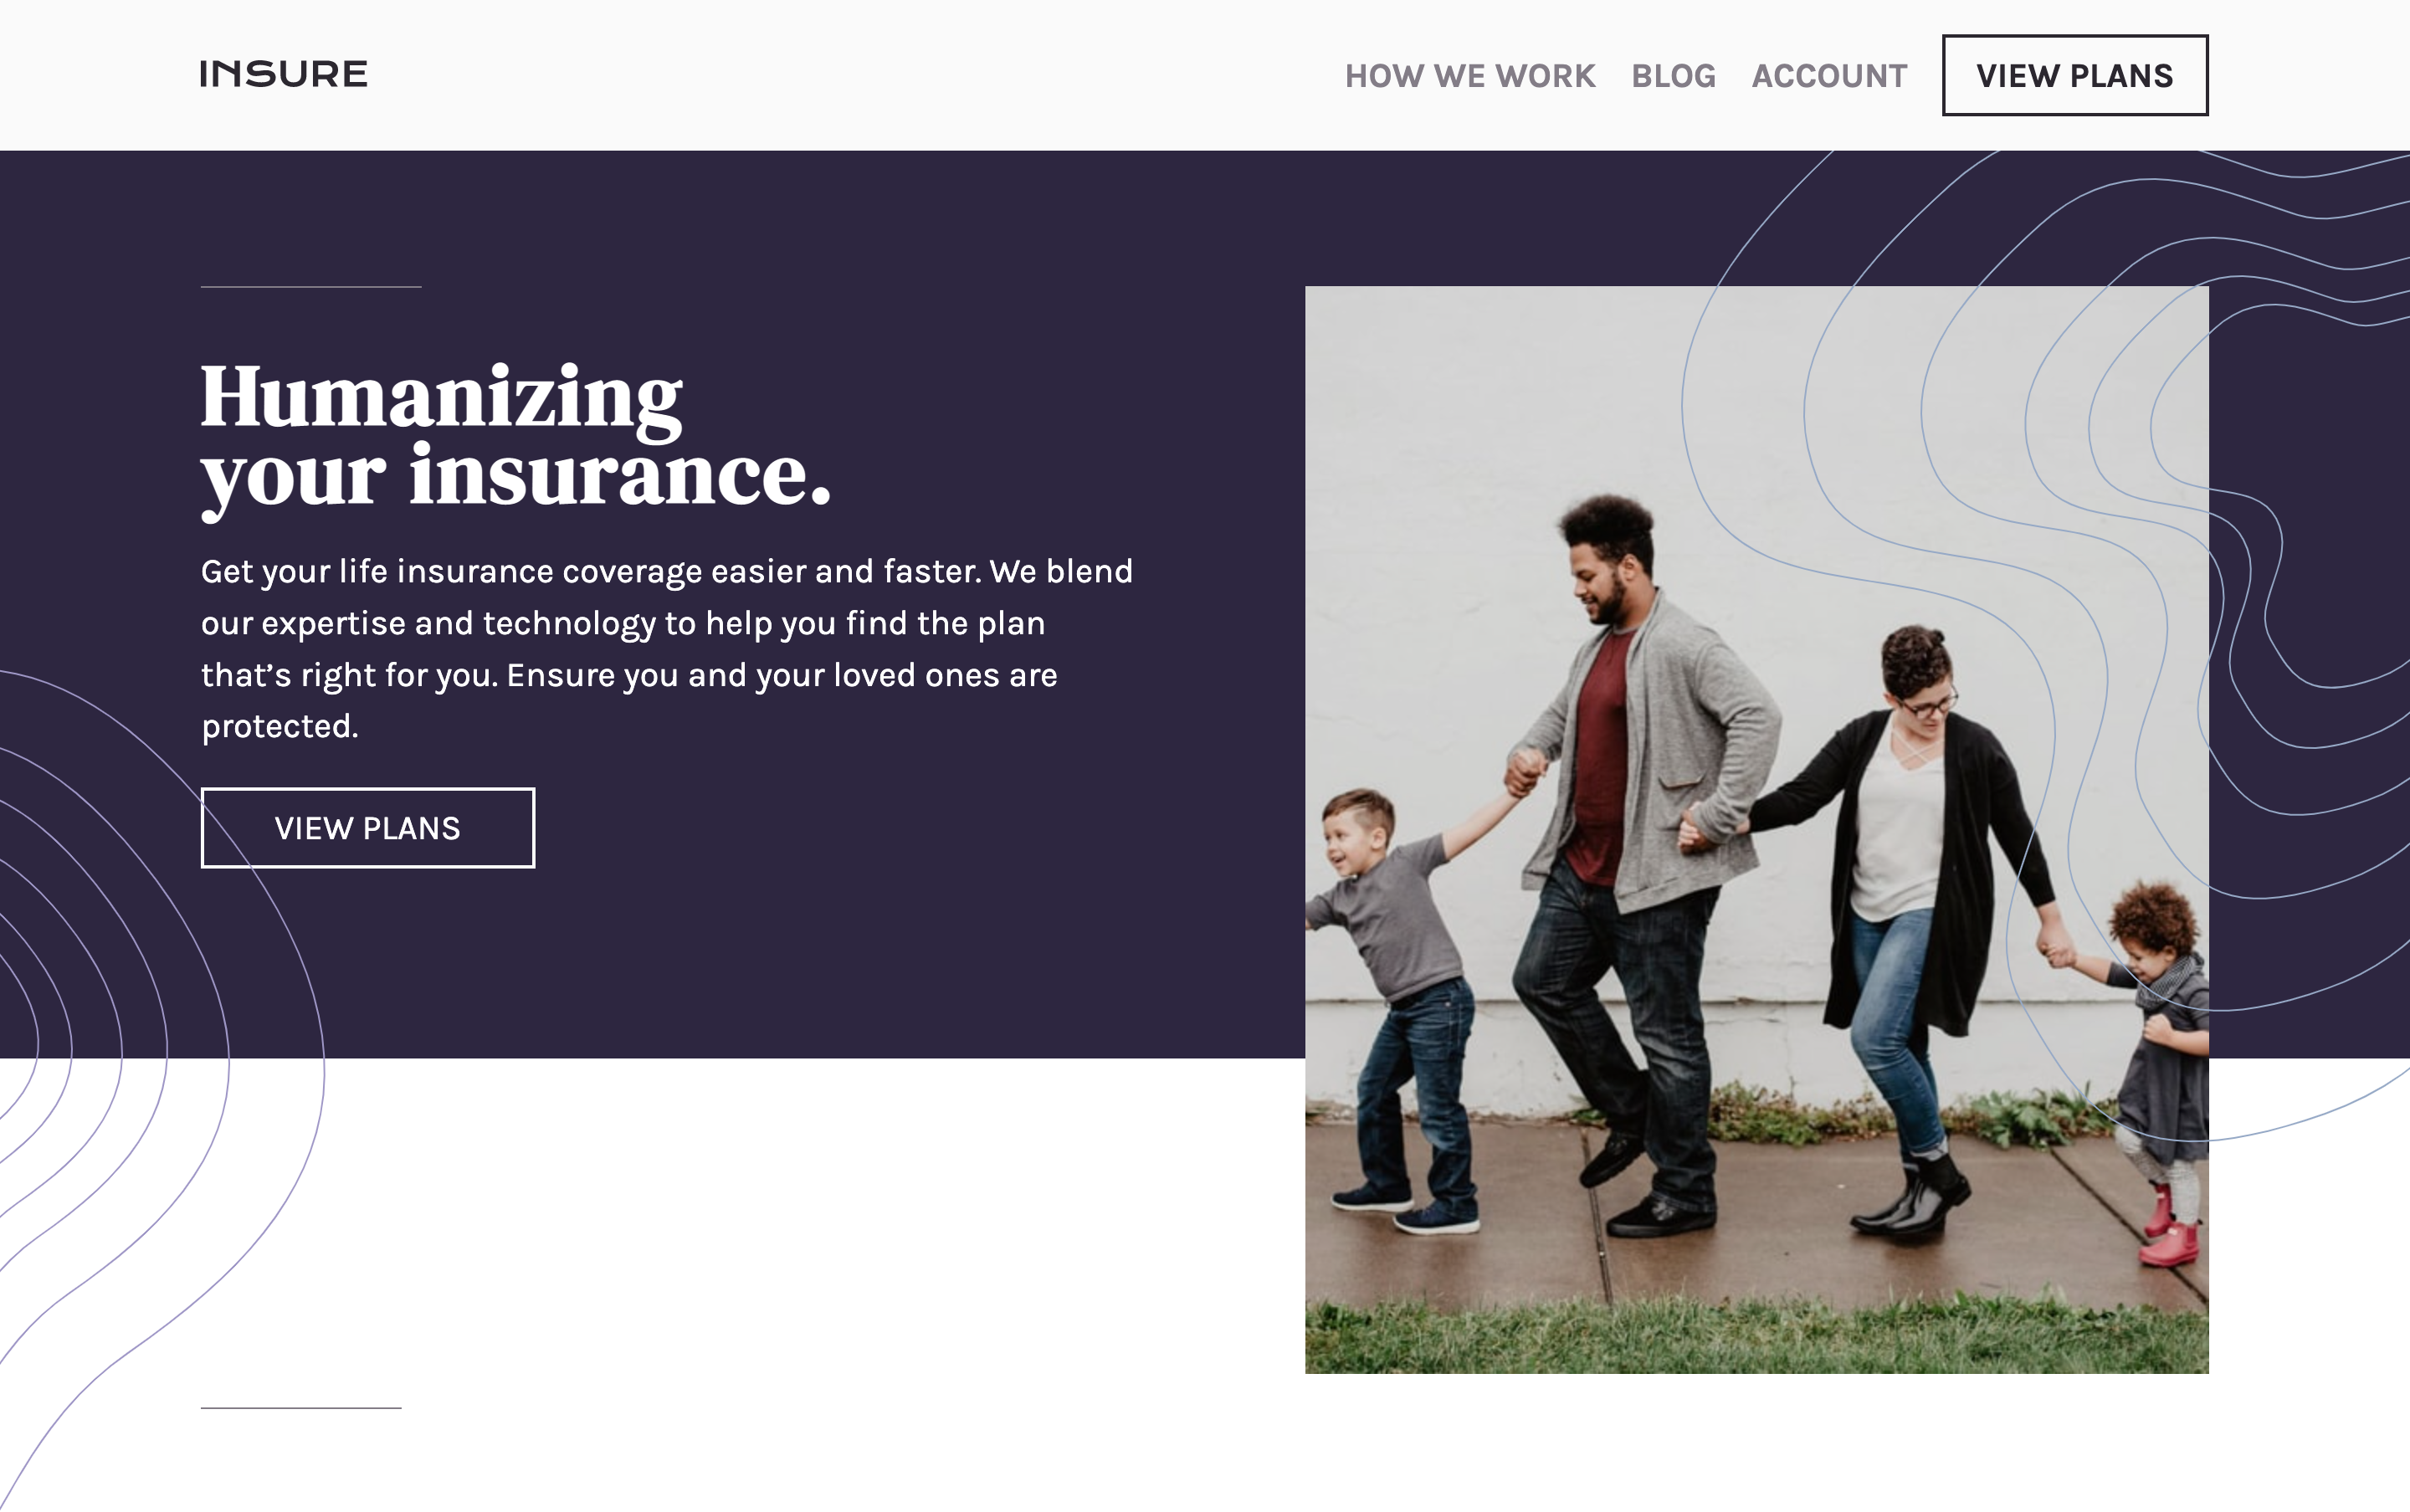 INSURE
HOW WE WORK
BLOG
ACCOUNT
VIEW PLANS
Humanizing
your insurance.
Get your life insurance coverage easier and faster. We blend
our expertise and technology to help you find the plan
that’s right for you. Ensure you and your loved ones are
protected.
VIEW PLANS